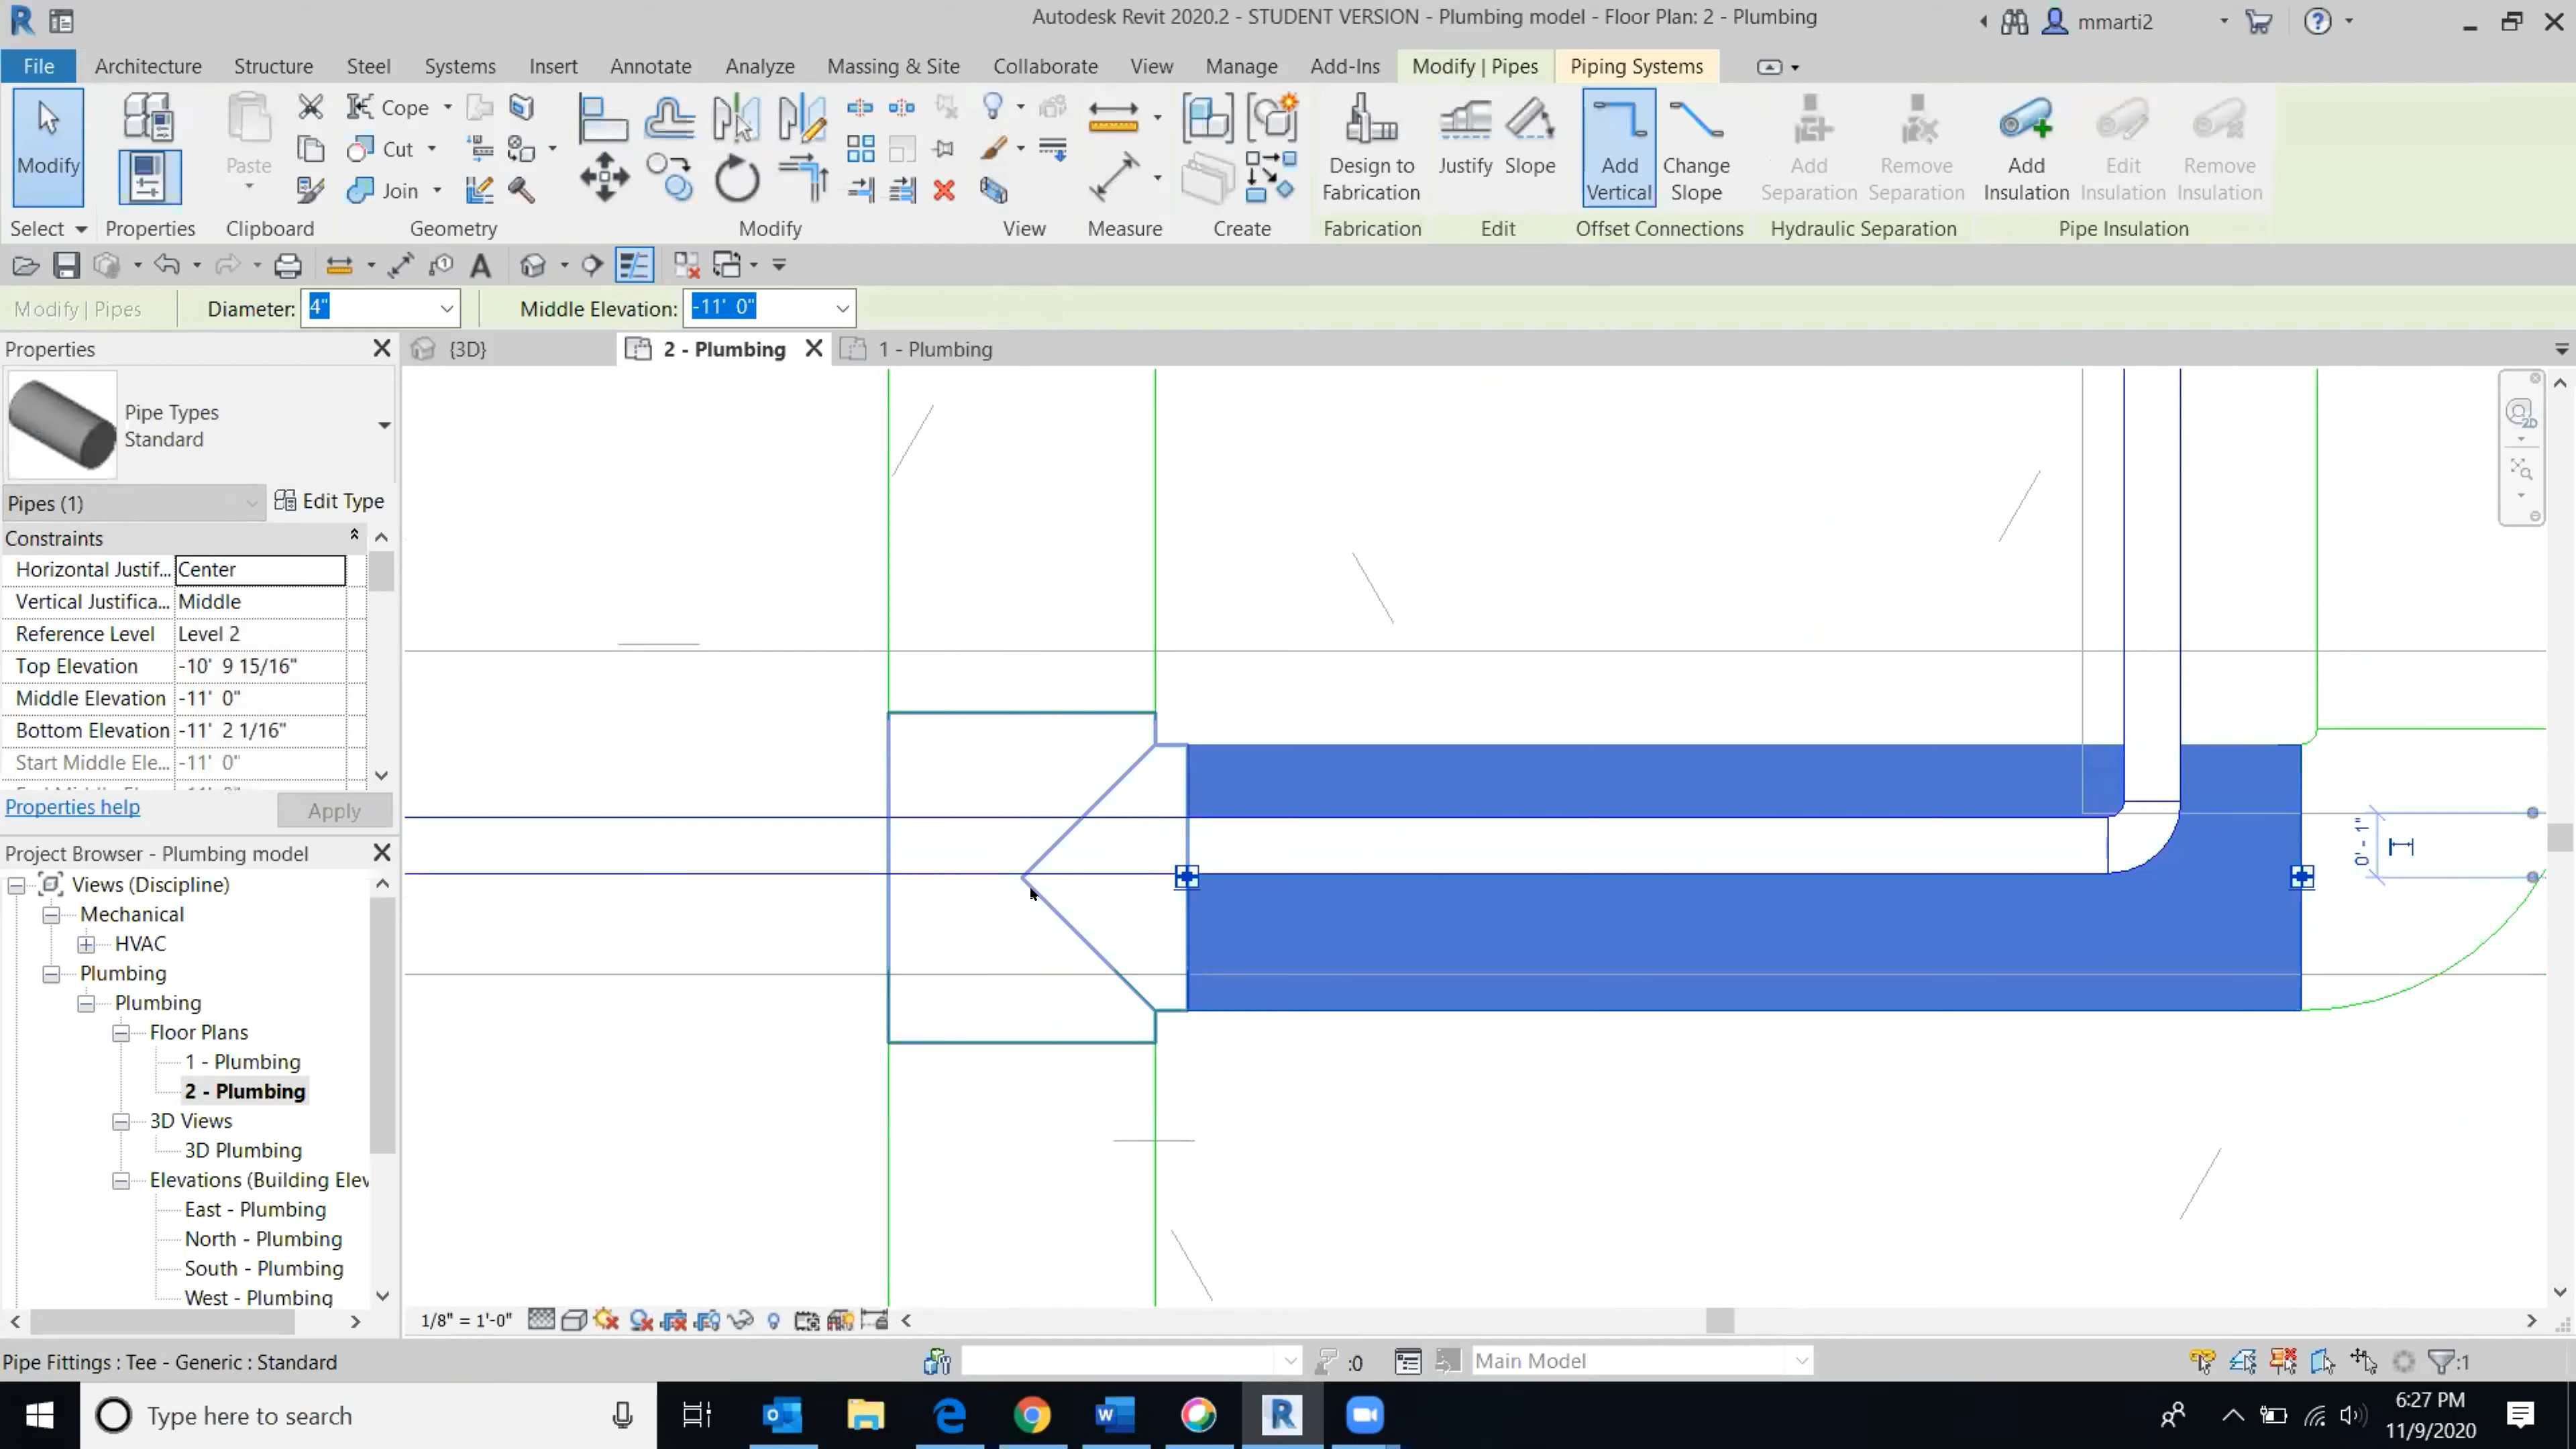 Autodesk Revit 2020.2 - STUDENT VERSION - Plumbing model - Floor Plan: 2 - Plumbing
mmarti2
File Architecture Structure Steel Systems Insert Annotate Analyze Massing & Site Collaborate View Manage Add-Ins Modify | Pipes Piping Systems
Modify
Paste
Cope
Cut
Join
Design to Fabrication
Justify
Slope
Add Vertical
Change Slope
Add Separation
Remove Separation
Add Insulation
Edit Insulation
Remove Insulation
Select Properties Clipboard Geometry Modify View Measure Create Fabrication Edit Offset Connections Hydraulic Separation Pipe Insulation
Modify | Pipes Diameter: 4" Middle Elevation: -11' 0"
Properties
{3D} 2 - Plumbing 1 - Plumbing
Pipe Types
Standard
Pipes (1) Edit Type
Constraints
Horizontal Justif... Center
Vertical Justifica... Middle
Reference Level Level 2
Top Elevation -10' 9 15/16"
Middle Elevation -11' 0"
Bottom Elevation -11' 2 1/16"
Start Middle Ele... -11' 0"
Properties help Apply
0' - 1"
Project Browser - Plumbing model
Views (Discipline)
Mechanical
HVAC
Plumbing
Plumbing
Floor Plans
1 - Plumbing
2 - Plumbing
3D Views
3D Plumbing
Elevations (Building Elev
East - Plumbing
North - Plumbing
South - Plumbing
West - Plumbing
1/8" = 1'-0"
Pipe Fittings : Tee - Generic : Standard
:0
Main Model
:1
Type here to search
6:27 PM
11/9/2020